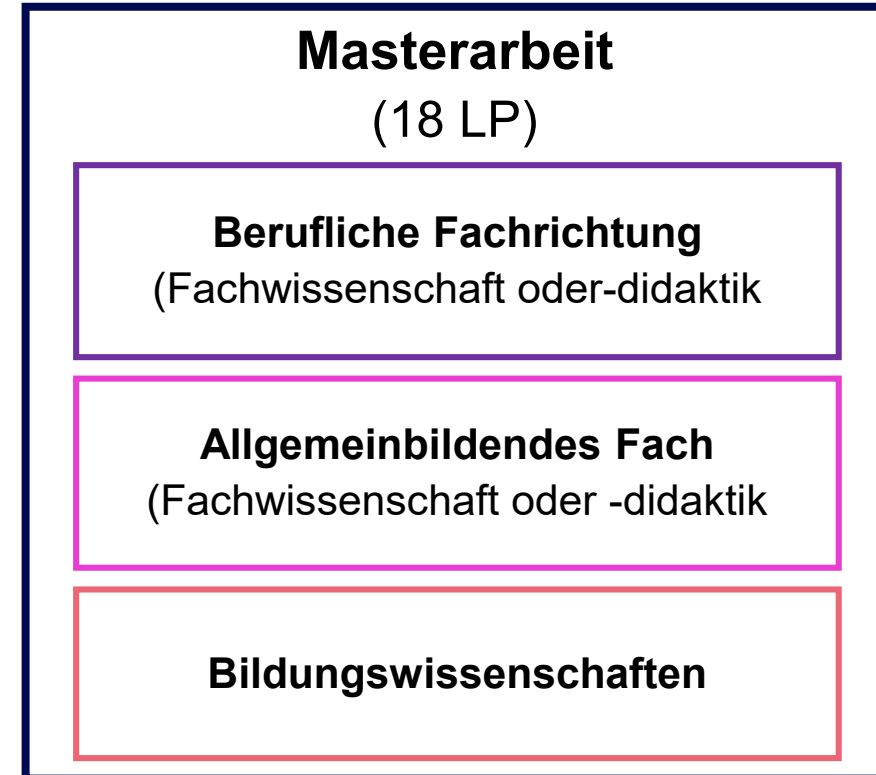 Masterarbeit
(18 LP)
Berufliche Fachrichtung
(Fachwissenschaft oder-didaktik
Allgemeinbildendes Fach
(Fachwissenschaft oder -didaktik
Bildungswissenschaften